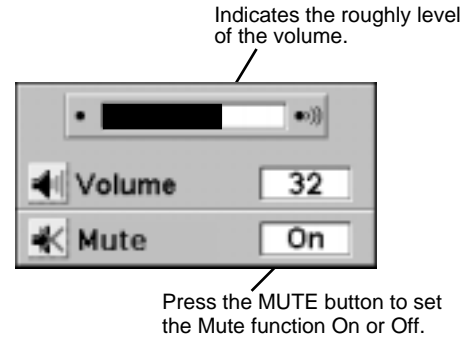 Indicates the roughly level
of the volume.
Volume 32
Mute On
Press the MUTE button to set
the Mute function On or Off.